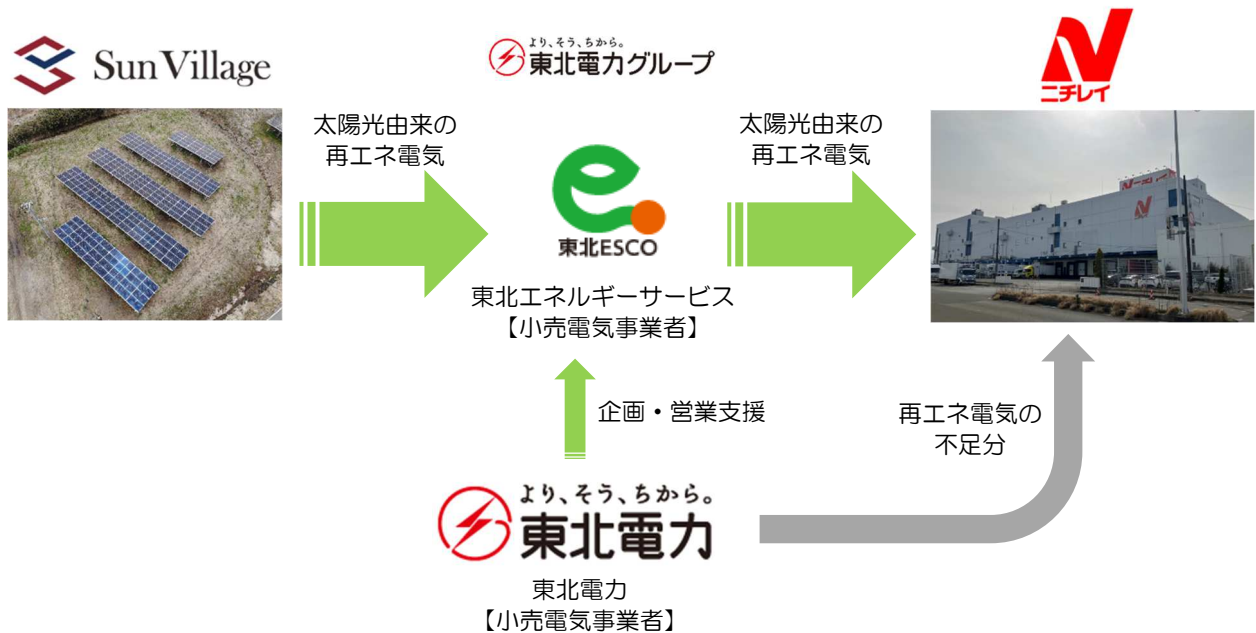 Sun Village
より、そう、ちから。
東北電力グループ
ニチレイ
太陽光由来の
再エネ電気
東北ESCO
東北エネルギーサービス
【小売電気事業者】
太陽光由来の
再エネ電気
ニチレイ
企画・営業支援
再エネ電気の
不足分
より、そう、ちから。
東北電力
東北電力
【小売電気事業者】